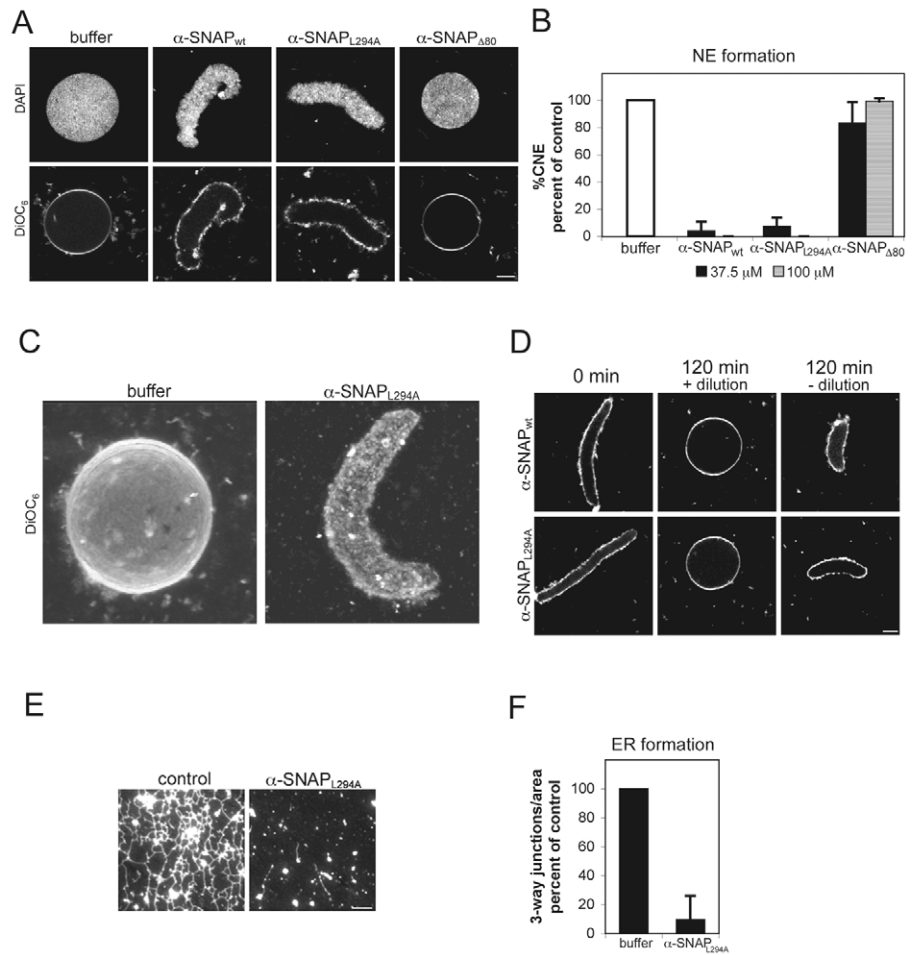 A
buffer α-SNAPwt α-SNAPL294A α-SNAPΔ80
DAPI
DiOC6
B
NE formation
%CNE
percent of control
100
80
60
40
20
0
buffer α-SNAPwt α-SNAPL294A α-SNAPΔ80
37.5 µM 100 µM
C
buffer α-SNAPL294A
DiOC6
D
0 min 120 min 120 min
+ dilution - dilution
α-SNAPwt
α-SNAPL294A
E
control α-SNAPL294A
F
ER formation
3-way junctions/area
percent of control
100
80
60
40
20
0
buffer α-SNAPL294A